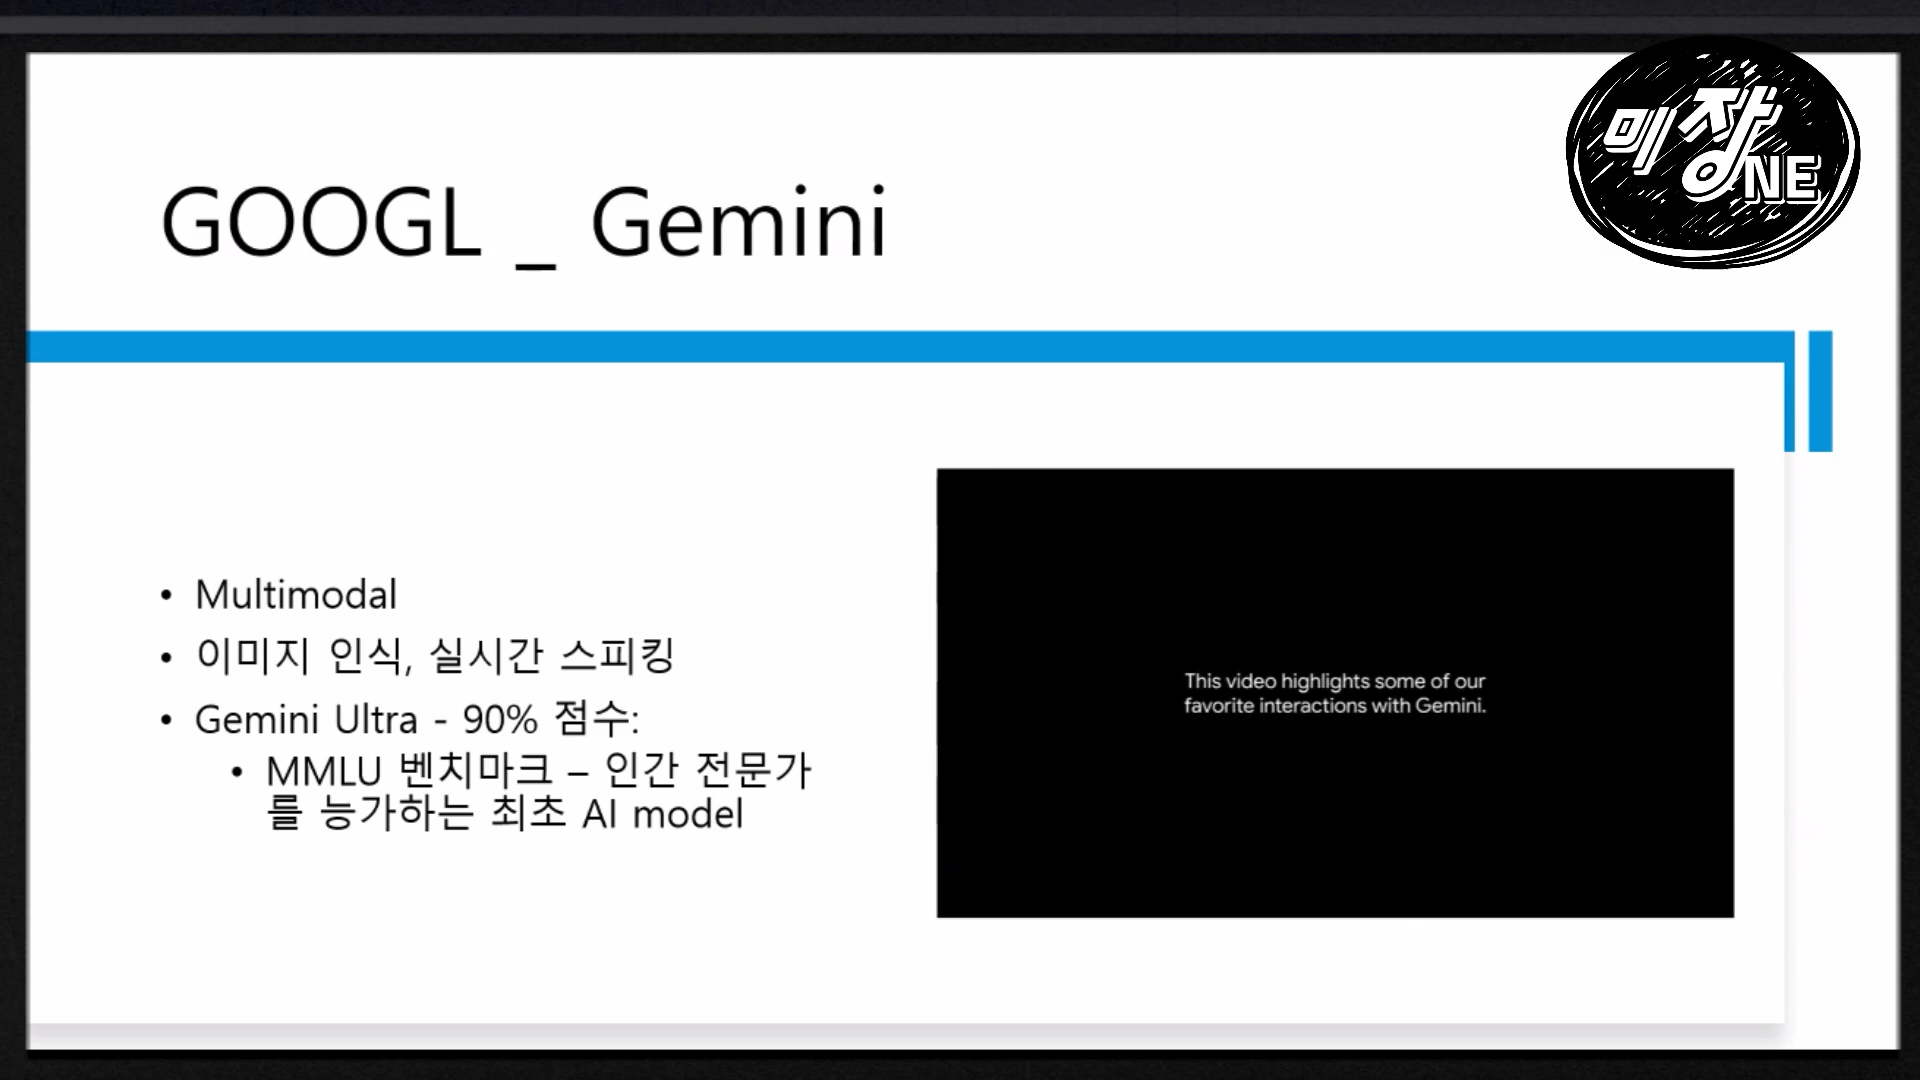 미장NE
GOOGL _ Gemini
• Multimodal
• 이미지 인식, 실시간 스피킹
• Gemini Ultra - 90% 점수:
• MMLU 벤치마크 – 인간 전문가
를 능가하는 최초 AI model
This video highlights some of our
favorite interactions with Gemini.